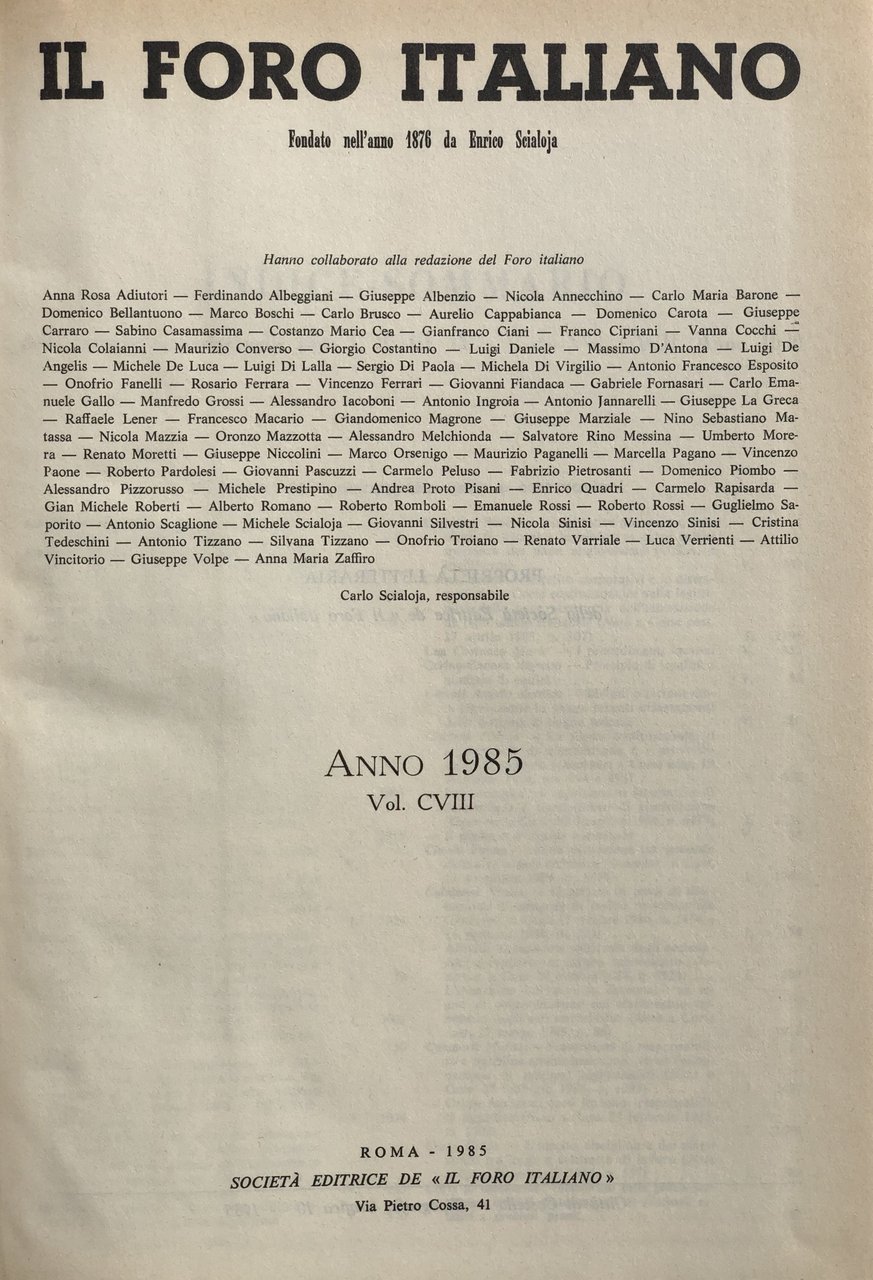 IL FORO ITALIANO
Fondato nell'anno 1876 da Enrico Scialoja
Hanno collaborato alla redazione del Foro italiano
Anna Rosa Adiutori — Ferdinando Albeggiani — Giuseppe Albenzio — Nicola Annecchino — Carlo Maria Barone —
Domenico Bellantuono — Marco Boschi — Carlo Brusco — Aurelio Cappabianca — Domenico Carota — Giuseppe
Carraro — Sabino Casamassima — Costanzo Mario Cea — Gianfranco Ciani — Franco Cipriani — Vanna Cocchi —
Nicola Colaianni — Maurizio Converso — Giorgio Costantino — Luigi Daniele — Massimo D'Antona — Luigi De
Angelis — Michele De Luca — Luigi Di Lalla — Sergio Di Paola — Michela Di Virgilio — Antonio Francesco Esposito
— Onofrio Fanelli — Rosario Ferrara — Vincenzo Ferrari — Giovanni Fiandaca — Gabriele Fornasari — Carlo Ema-
nuele Gallo — Manfredo Grossi — Alessandro Iacoboni — Antonio Ingroia — Antonio Jannarelli — Giuseppe La Greca
— Raffaele Lener — Francesco Macario — Giandomenico Magrone — Giuseppe Marziale — Nino Sebastiano Ma-
tassa — Nicola Mazzia — Oronzo Mazzotta — Alessandro Melchionda — Salvatore Rino Messina — Umberto More-
ra — Renato Moretti — Giuseppe Niccolini — Marco Orsenigo — Maurizio Paganelli — Marcella Pagano — Vincenzo
Paone — Roberto Pardolesi — Giovanni Pascuzzi — Carmelo Peluso — Fabrizio Pietrosanti — Domenico Piombo —
Alessandro Pizzorusso — Michele Prestipino — Andrea Proto Pisani — Enrico Quadri — Carmelo Rapisarda —
Gian Michele Roberti — Alberto Romano — Roberto Romboli — Emanuele Rossi — Roberto Rossi — Guglielmo Sa-
porito — Antonio Scaglione — Michele Scialoja — Giovanni Silvestri — Nicola Sinisi — Vincenzo Sinisi — Cristina
Tedeschini — Antonio Tizzano — Silvana Tizzano — Onofrio Troiano — Renato Varriale — Luca Verrienti — Attilio
Vincitorio — Giuseppe Volpe — Anna Maria Zaffiro
Carlo Scialoja, responsabile
ANNO 1985
Vol. CVIII
ROMA - 1985
SOCIETÀ EDITRICE DE « IL FORO ITALIANO »
Via Pietro Cossa, 41